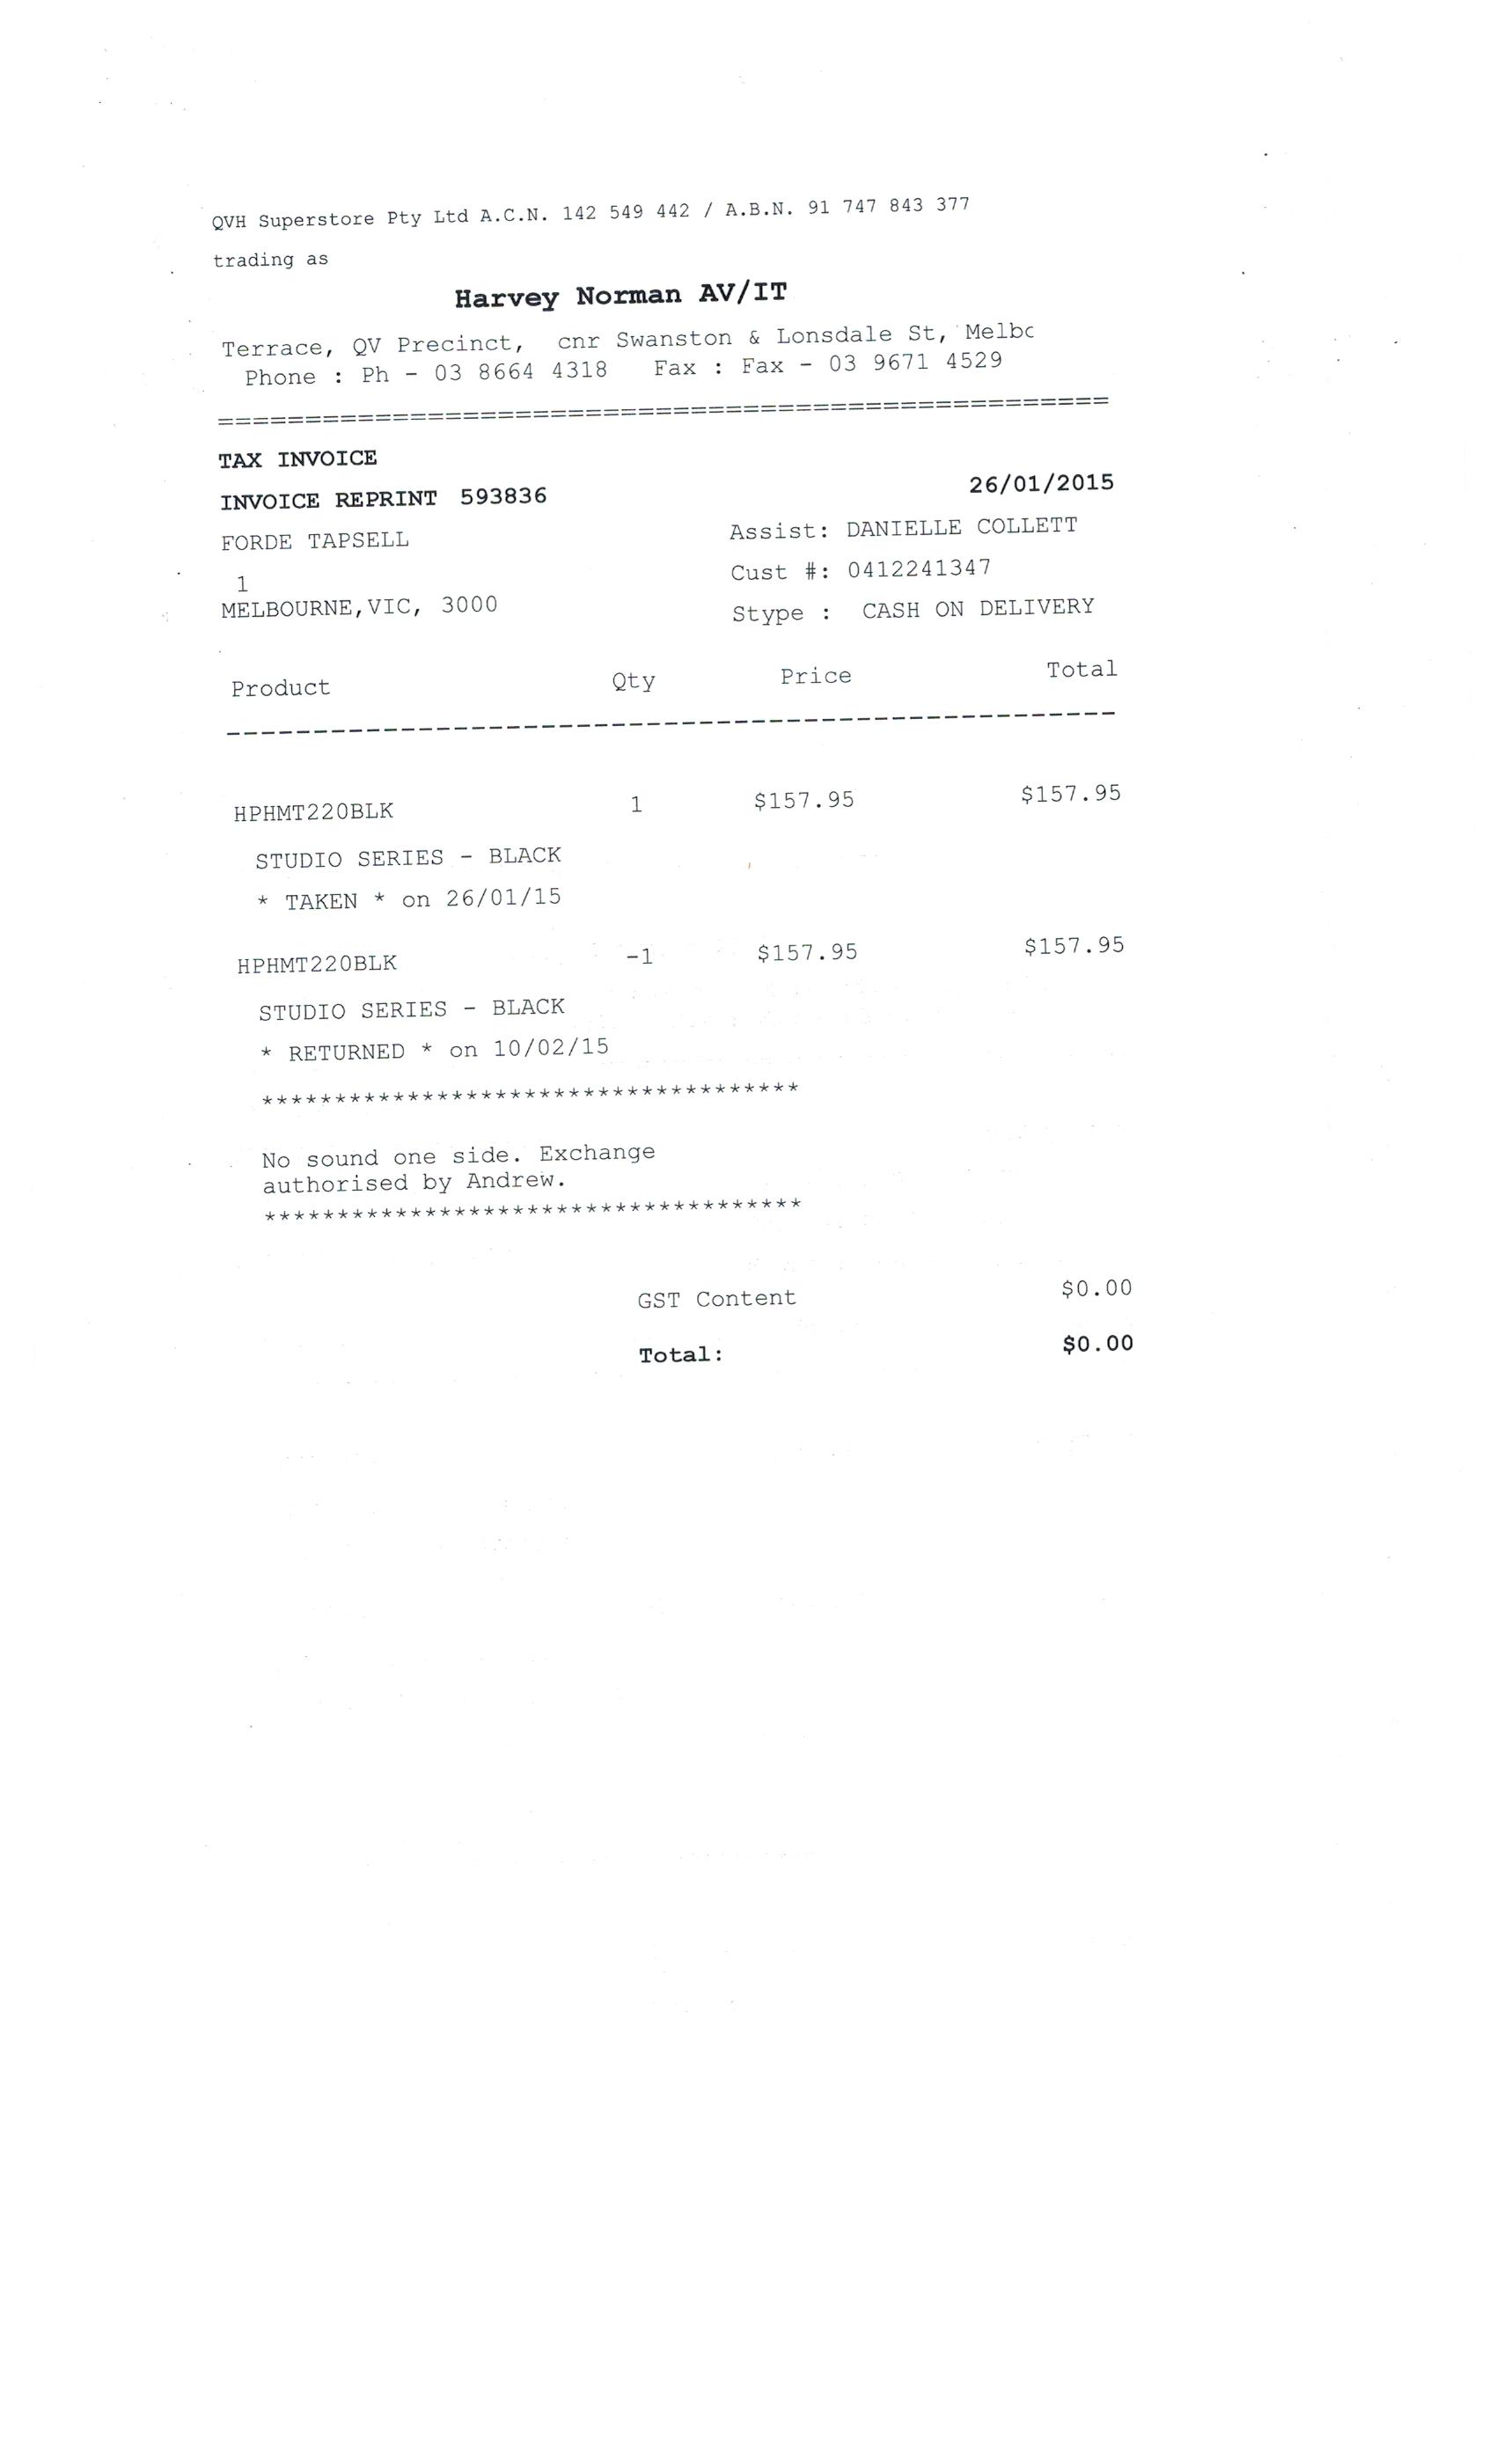 QVH Superstore Pty Ltd A.C.N. 142 549 442 / A.B.N. 91 747 843 377
trading as
Harvey Norman AV/IT
Terrace, QV Precinct, cnr Swanston & Lonsdale St, Melbc
Phone : Ph - 03 8664 4318 Fax : Fax - 03 9671 4529
===================================================
TAX INVOICE
INVOICE REPRINT 593836 26/01/2015
FORDE TAPSELL Assist: DANIELLE COLLETT
1 Cust #: 0412241347
MELBOURNE,VIC, 3000 Stype : CASH ON DELIVERY
Product Qty Price Total
---------------------------------------------------
HPHMT220BLK 1 $157.95 $157.95
STUDIO SERIES - BLACK
* TAKEN * on 26/01/15
HPHMT220BLK -1 $157.95 $157.95
STUDIO SERIES - BLACK
* RETURNED * on 10/02/15
*************************************
No sound one side. Exchange
authorised by Andrew.
*************************************
GST Content $0.00
Total: $0.00